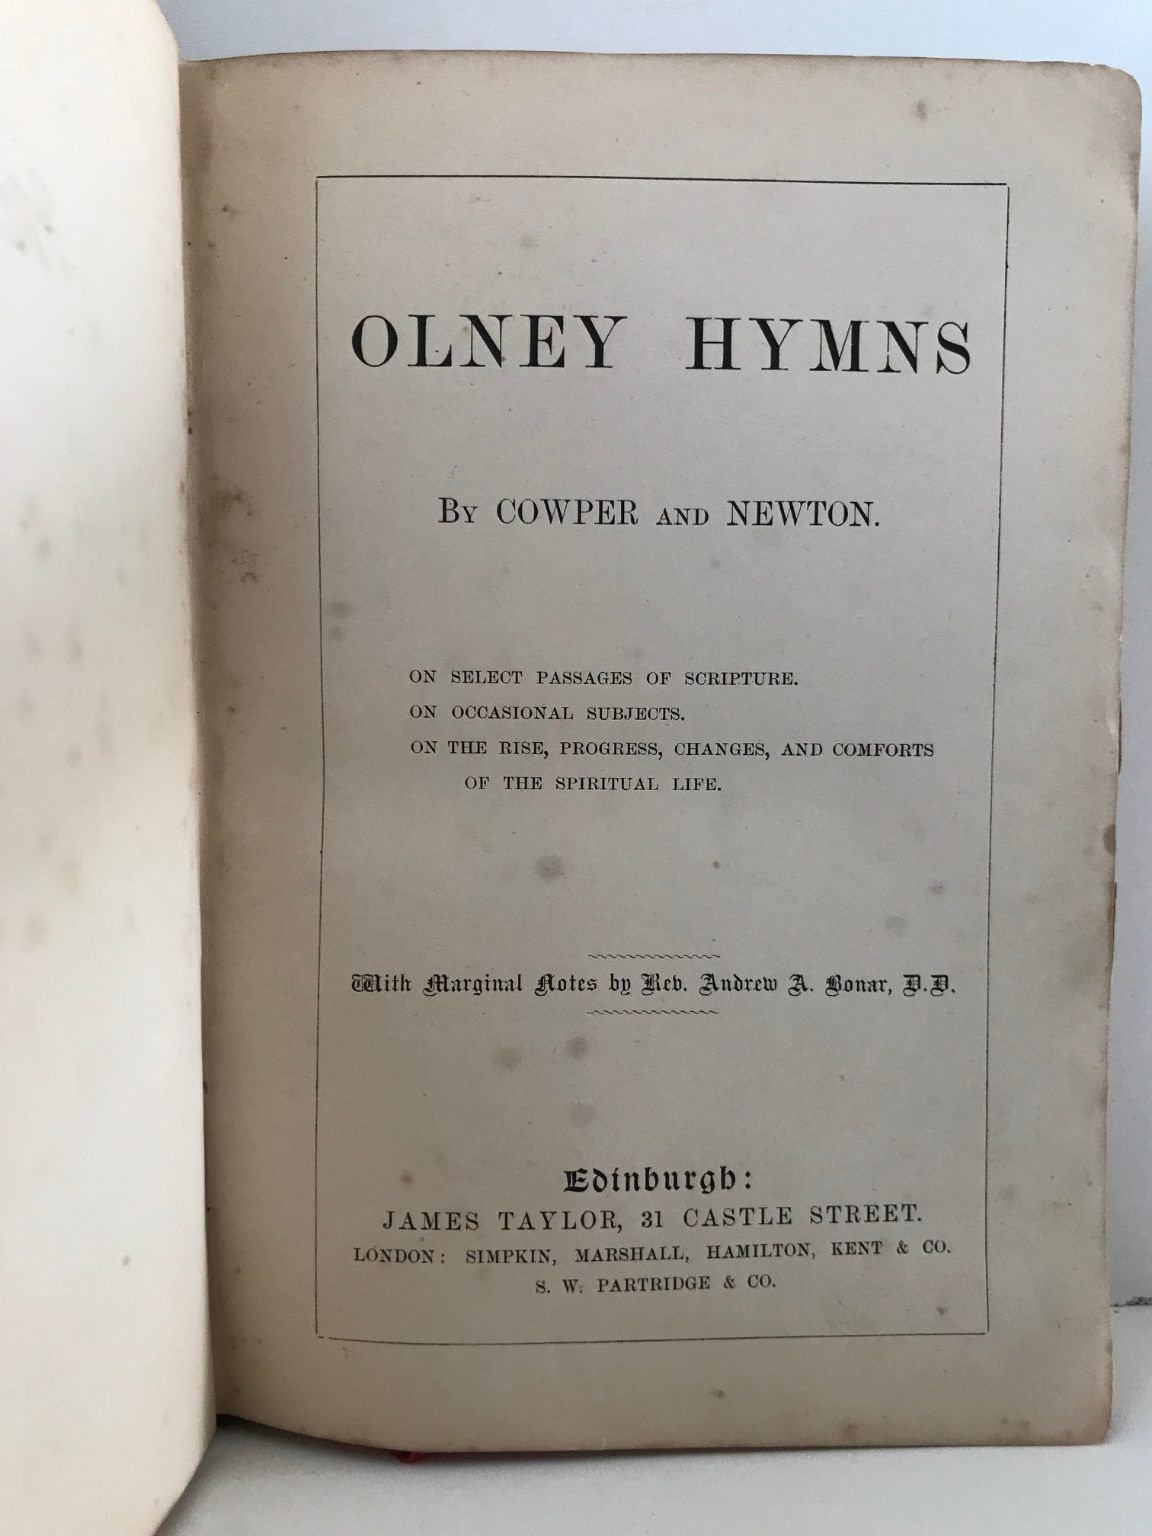 OLNEY HYMNS
By COWPER AND NEWTON.
ON SELECT PASSAGES OF SCRIPTURE.
ON OCCASIONAL SUBJECTS.
ON THE RISE, PROGRESS, CHANGES, AND COMFORTS
OF THE SPIRITUAL LIFE.
With Marginal Notes by Rev. Andrew A. Bonar, D.D.
Edinburgh:
JAMES TAYLOR, 31 CASTLE STREET.
LONDON: SIMPKIN, MARSHALL, HAMILTON, KENT & CO.
S. W. PARTRIDGE & CO.